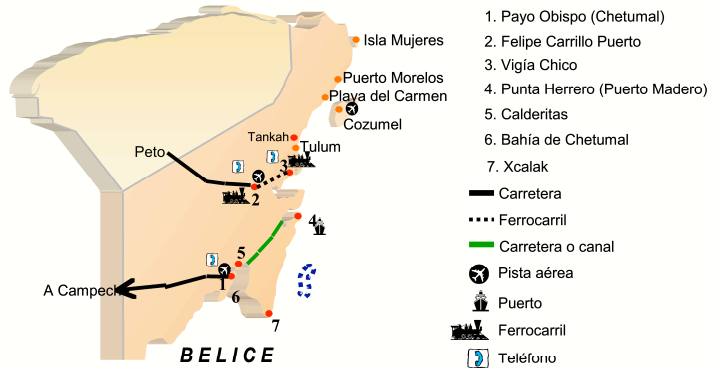 Isla Mujeres
Puerto Morelos
Playa del Carmen
Cozumel
Tankah
Tulum
Peto
3
2
4
5
1
6
7
A Campech
BELICE
1. Payo Obispo (Chetumal)
2. Felipe Carrillo Puerto
3. Vigía Chico
4. Punta Herrero (Puerto Madero)
5. Calderitas
6. Bahía de Chetumal
7. Xcalak
Carretera
Ferrocarril
Carretera o canal
Pista aérea
Puerto
Ferrocarril
Teléfono